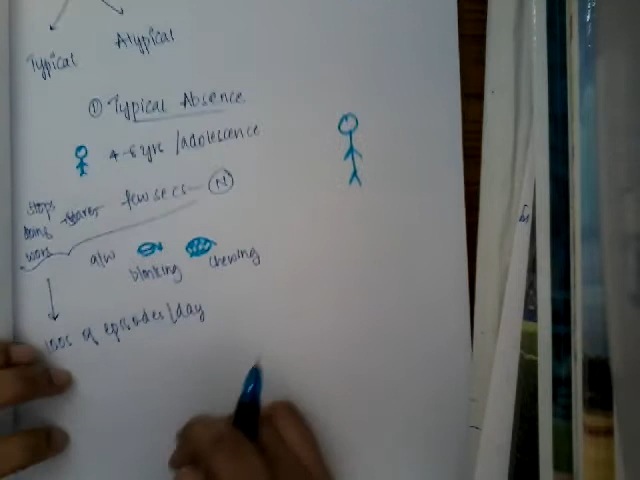 Typical Atypical
① Typical Absence
4-8yrs/adolescence
stops doing work - stares - few secs - Ⓝ
a/w blinking chewing
100s of episodes/day